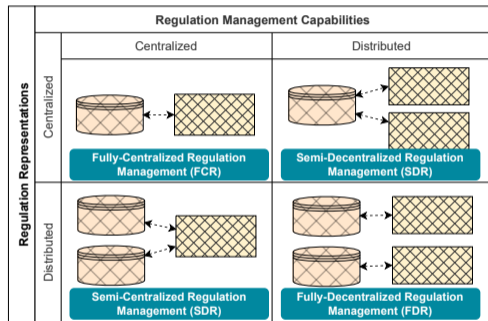 Regulation Management Capabilities
Centralized
Distributed
Regulation Representations
Centralized
Fully-Centralized Regulation
Management (FCR)
Semi-Decentralized Regulation
Management (SDR)
Distributed
Semi-Centralized Regulation
Management (SDR)
Fully-Decentralized Regulation
Management (FDR)